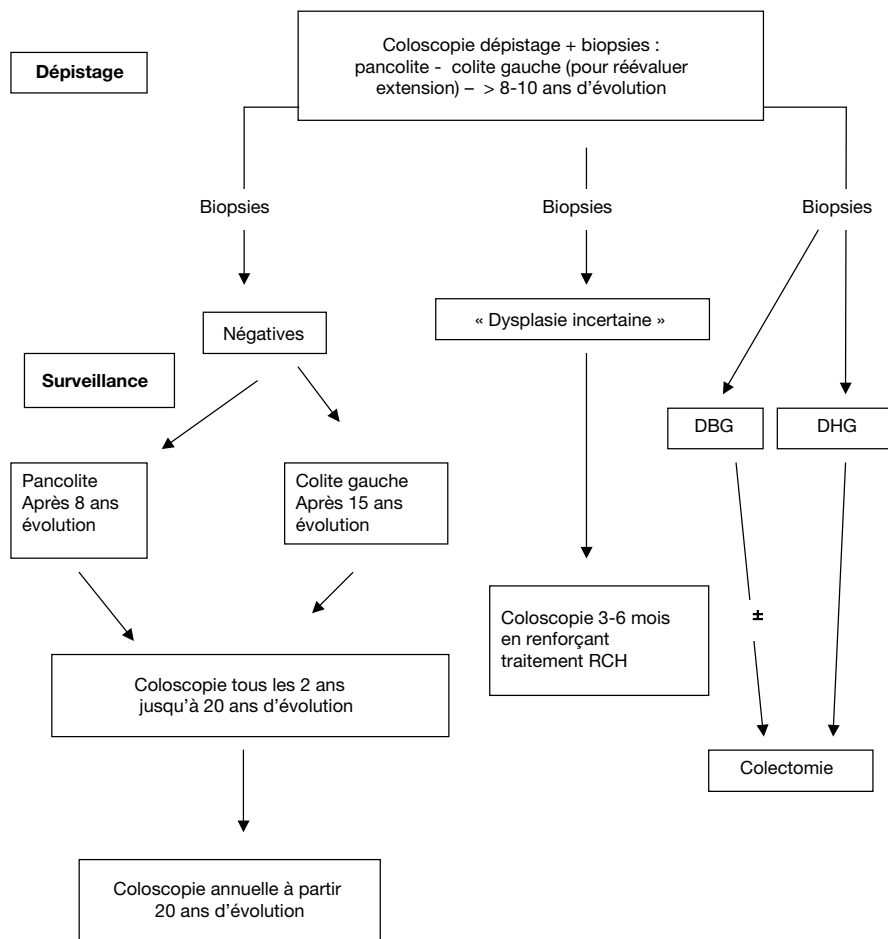 Coloscopie dépistage + biopsies :
pancolite - colite gauche (pour réévaluer
extension) – > 8-10 ans d’évolution
Dépistage
Biopsies
Biopsies
Biopsies
Négatives
« Dysplasie incertaine »
Surveillance
DBG
DHG
Pancolite
Après 8 ans
évolution
Colite gauche
Après 15 ans
évolution
Coloscopie 3-6 mois
en renforçant
traitement RCH
±
Coloscopie tous les 2 ans
jusqu’à 20 ans d’évolution
Colectomie
Coloscopie annuelle à partir
20 ans d’évolution